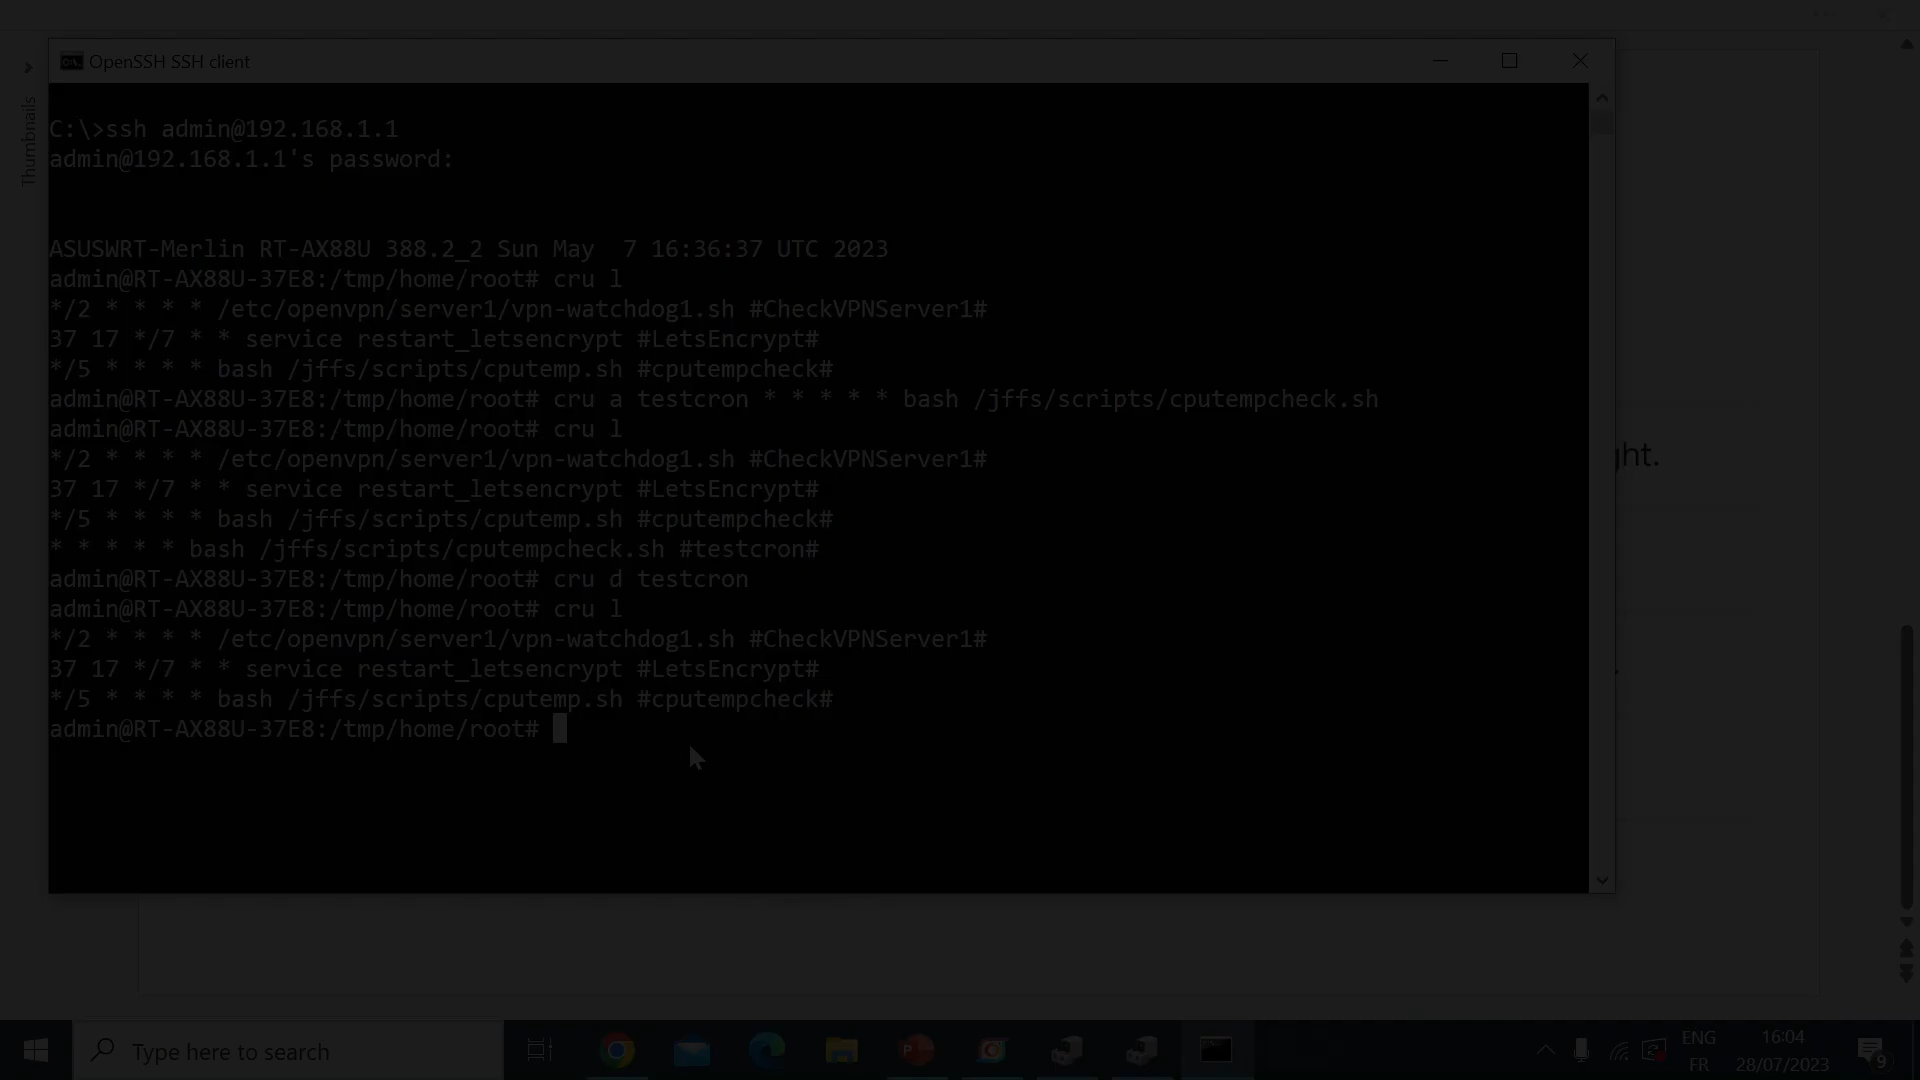 OpenSSH SSH client
Thumbnails
C:\>ssh admin@192.168.1.1
admin@192.168.1.1's password:
ASUSWRT-Merlin RT-AX88U 388.2_2 Sun May  7 16:36:37 UTC 2023
admin@RT-AX88U-37E8:/tmp/home/root# cru l
*/2 * * * * /etc/openvpn/server1/vpn-watchdog1.sh #CheckVPNServer1#
37 17 */7 * * service restart_letsencrypt #LetsEncrypt#
*/5 * * * * bash /jffs/scripts/cputemp.sh #cputempcheck#
admin@RT-AX88U-37E8:/tmp/home/root# cru a testcron * * * * * bash /jffs/scripts/cputempcheck.sh
admin@RT-AX88U-37E8:/tmp/home/root# cru l
*/2 * * * * /etc/openvpn/server1/vpn-watchdog1.sh #CheckVPNServer1#
37 17 */7 * * service restart_letsencrypt #LetsEncrypt#
*/5 * * * * bash /jffs/scripts/cputemp.sh #cputempcheck#
* * * * * bash /jffs/scripts/cputempcheck.sh #testcron#
admin@RT-AX88U-37E8:/tmp/home/root# cru d testcron
admin@RT-AX88U-37E8:/tmp/home/root# cru l
*/2 * * * * /etc/openvpn/server1/vpn-watchdog1.sh #CheckVPNServer1#
37 17 */7 * * service restart_letsencrypt #LetsEncrypt#
*/5 * * * * bash /jffs/scripts/cputemp.sh #cputempcheck#
admin@RT-AX88U-37E8:/tmp/home/root#
Type here to search
ENG
FR
16:04
28/07/2023
9